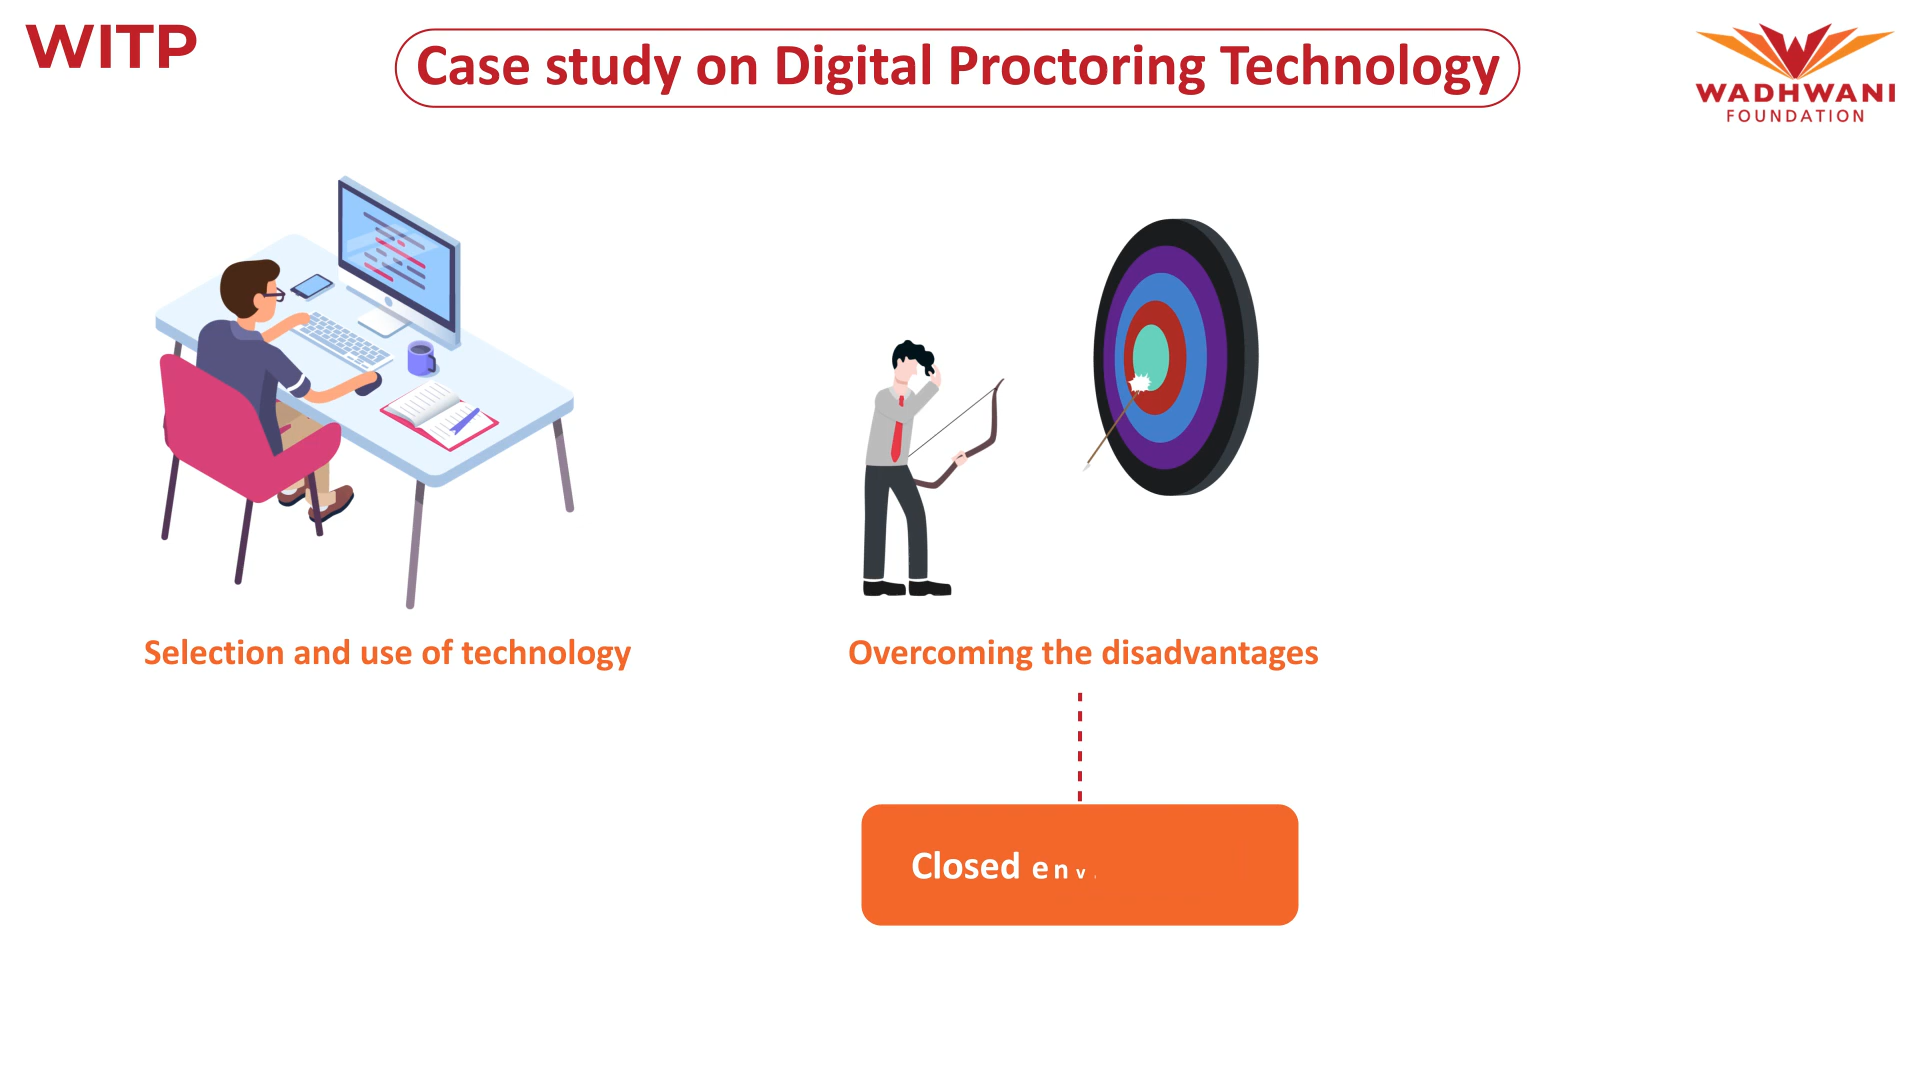 WITP
Case study on Digital Proctoring Technology
WADHWANI
FOUNDATION
Selection and use of technology
Overcoming the disadvantages
Closed env